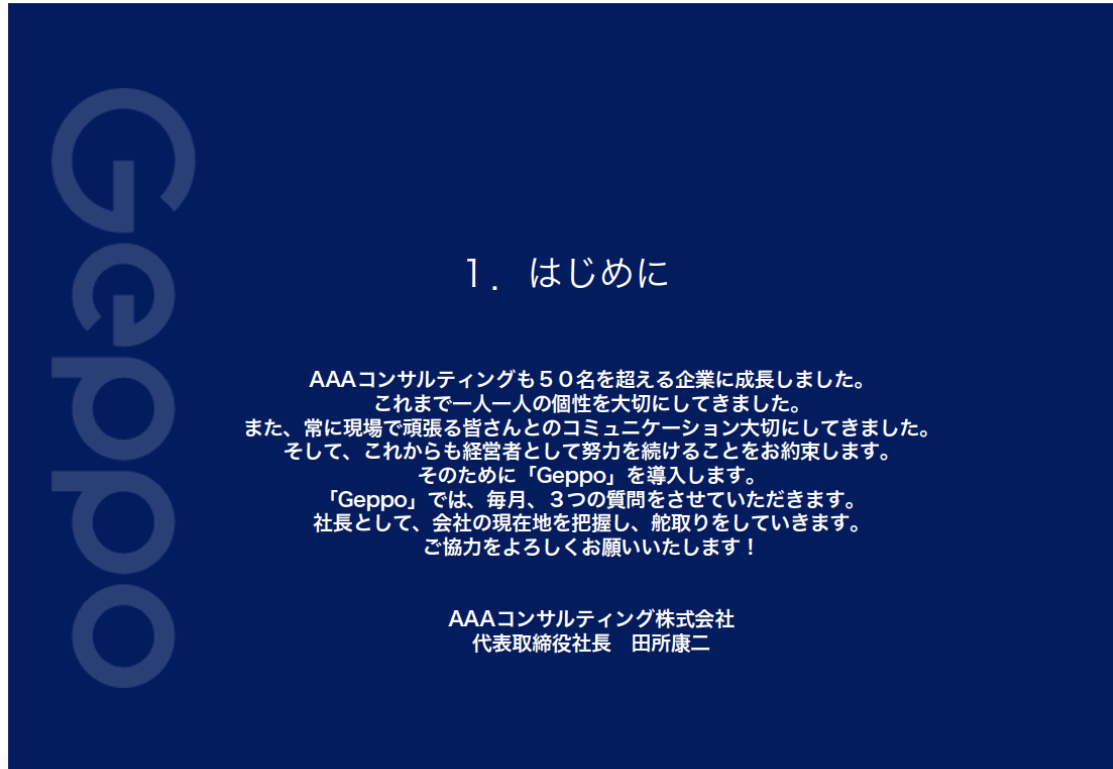 Geppo
1．はじめに
AAAコンサルティングも５０名を超える企業に成長しました。
これまで一人一人の個性を大切にしてきました。
また、常に現場で頑張る皆さんとのコミュニケーション大切にしてきました。
そして、これからも経営者として努力を続けることをお約束します。
そのために「Geppo」を導入します。
「Geppo」では、毎月、３つの質問をさせていただきます。
社長として、会社の現在地を把握し、舵取りをしていきます。
ご協力をよろしくお願いいたします！
AAAコンサルティング株式会社
代表取締役社長　田所康二